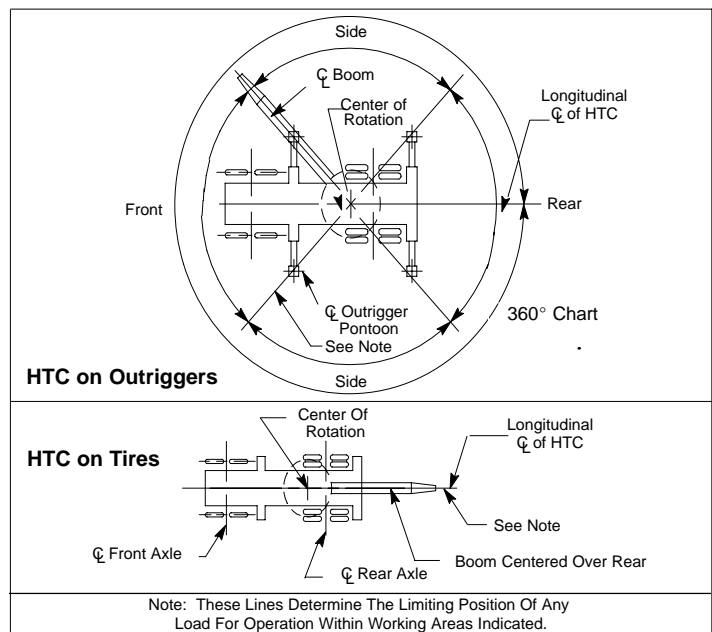 Side
℄ Boom
Center of
Rotation
Longitudinal
℄ of HTC
Front
Rear
℄ Outrigger
Pontoon
See Note
360° Chart
HTC on Outriggers
Side
Center Of
Rotation
Longitudinal
℄ of HTC
HTC on Tires
See Note
℄ Front Axle
℄ Rear Axle
Boom Centered Over Rear
Note: These Lines Determine The Limiting Position Of Any
Load For Operation Within Working Areas Indicated.